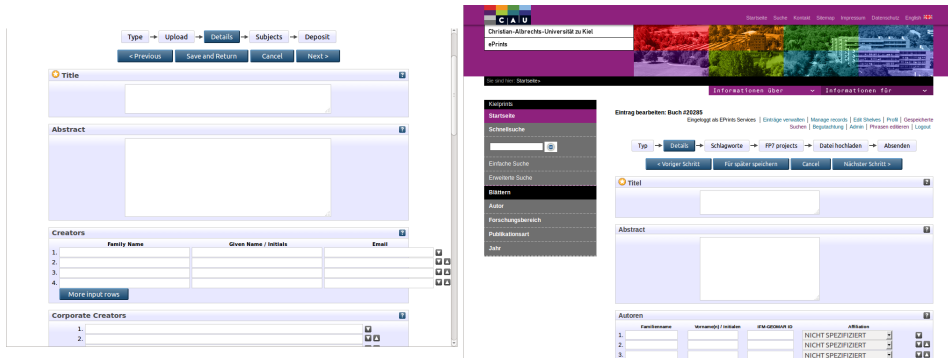 Type Upload Details Subjects Deposit
< Previous Save and Return Cancel Next >
Title
Abstract
Creators
Family Name Given Name / Initials Email
1.
2.
3.
4.
More input rows
Corporate Creators
1.
2.
C A U
Startseite Suche Kontakt Sitemap Impressum Datenschutz English
Christian-Albrechts-Universität zu Kiel
ePrints
Sie sind hier: Startseite»
Informationen über Informationen für
Kielprints
Startseite
Schnellsuche
Einfache Suche
Erweiterte Suche
Blättern
Autor
Forschungsbereich
Publikationsart
Jahr
Eintrag bearbeiten: Buch #20285
Eingeloggt als EPrints Services | Einträge verwalten | Manage records | Edit Shelves | Profil | Gespeicherte
Suchen | Begutachtung | Admin | Phrasen editieren | Logout
Typ Details Schlagworte FP7 projects Datei hochladen Absenden
< Voriger Schritt Für später speichern Cancel Nächster Schritt >
Titel
Abstract
Autoren
Familienname Vorname(n) / Initialen IFM-GEOMAR ID Affiliation
1. NICHT SPEZIFIZIERT
2. NICHT SPEZIFIZIERT
3. NICHT SPEZIFIZIERT